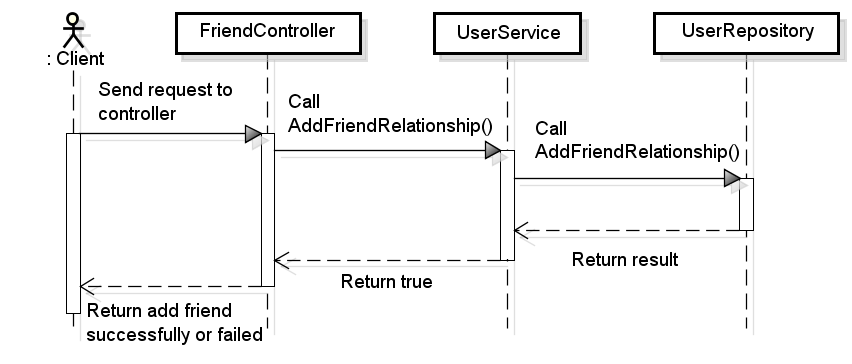 : Client
FriendController
UserService
UserRepository
Send request to
controller
Call
AddFriendRelationship()
Call
AddFriendRelationship()
Return result
Return true
Return add friend
successfully or failed